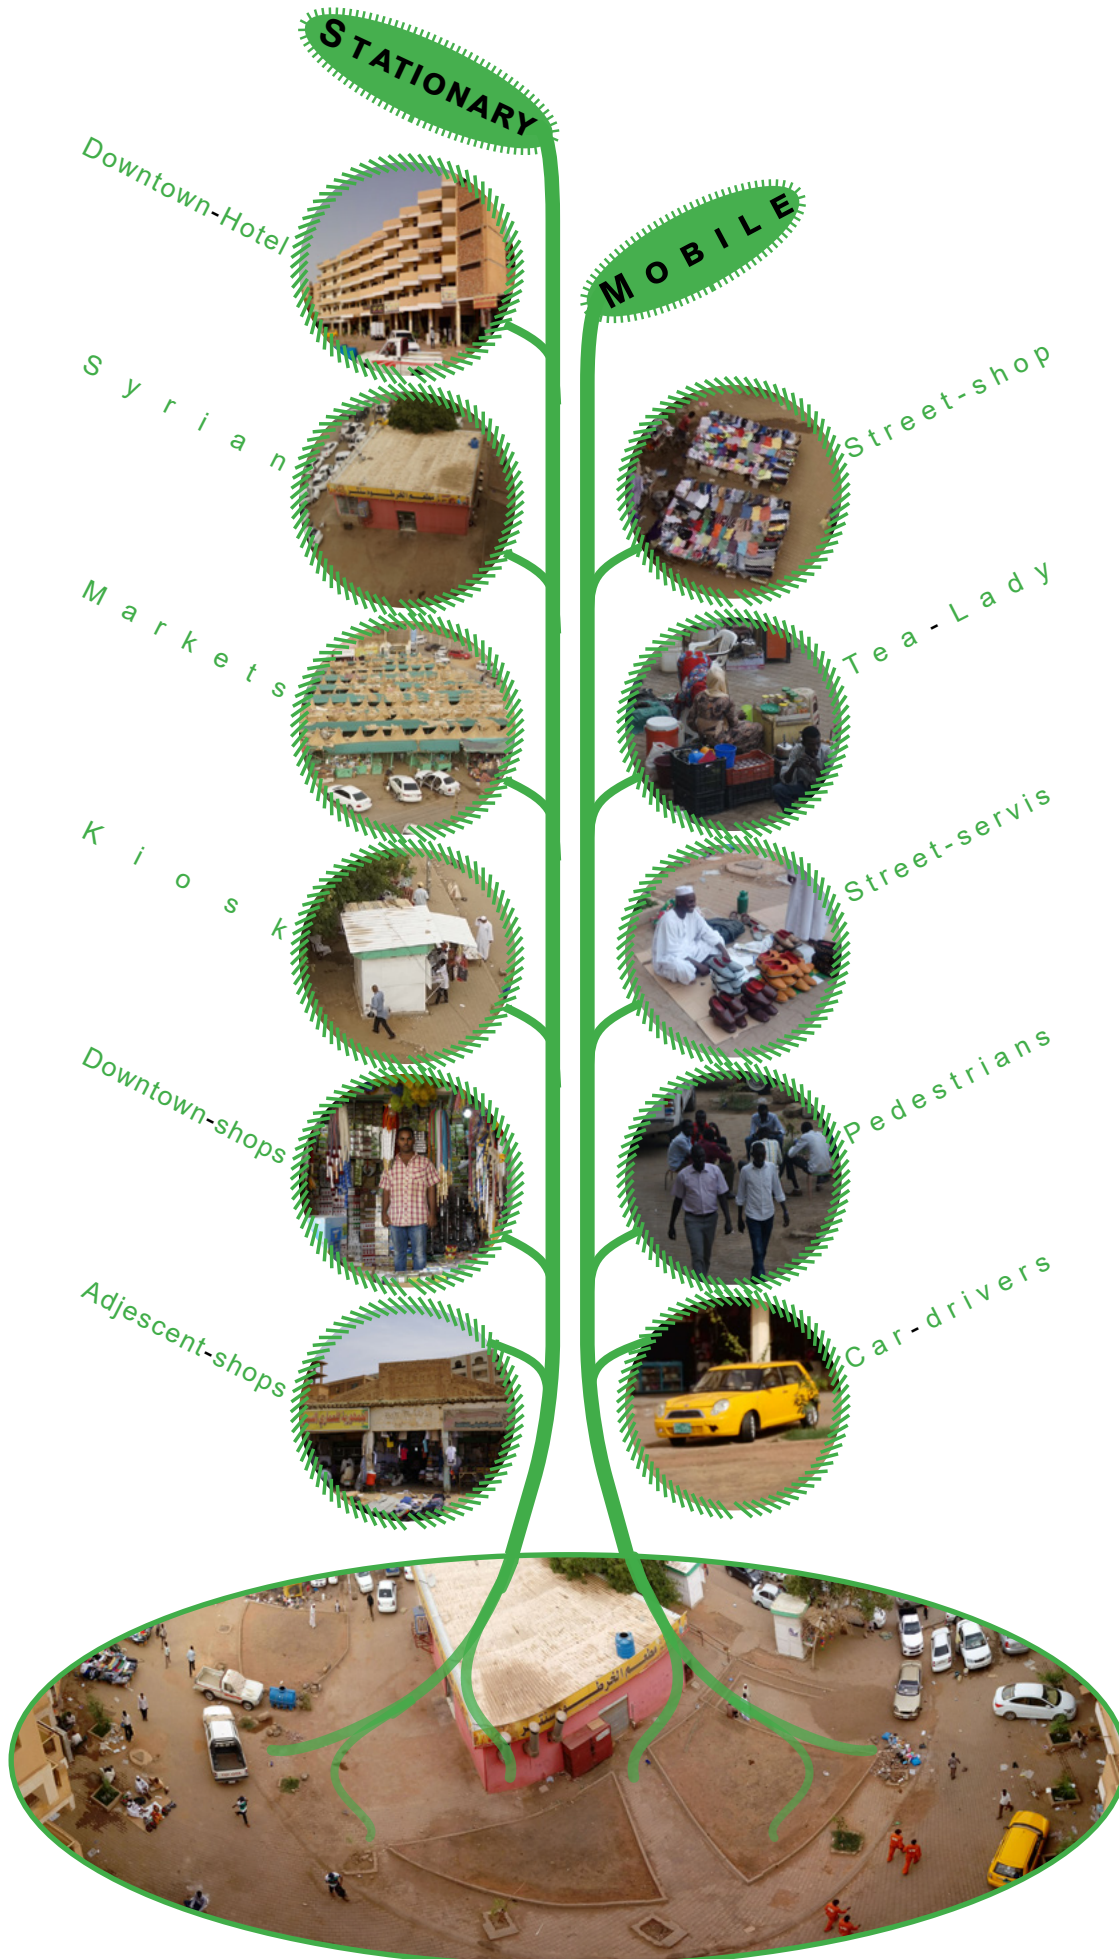 STATIONARY
MOBILE
Downtown-Hotel
Syrian
Markets
Kiosk
Downtown-shops
Adjescent-shops
Street-shop
Tea-Lady
Street-servis
Pedestrians
Car-drivers